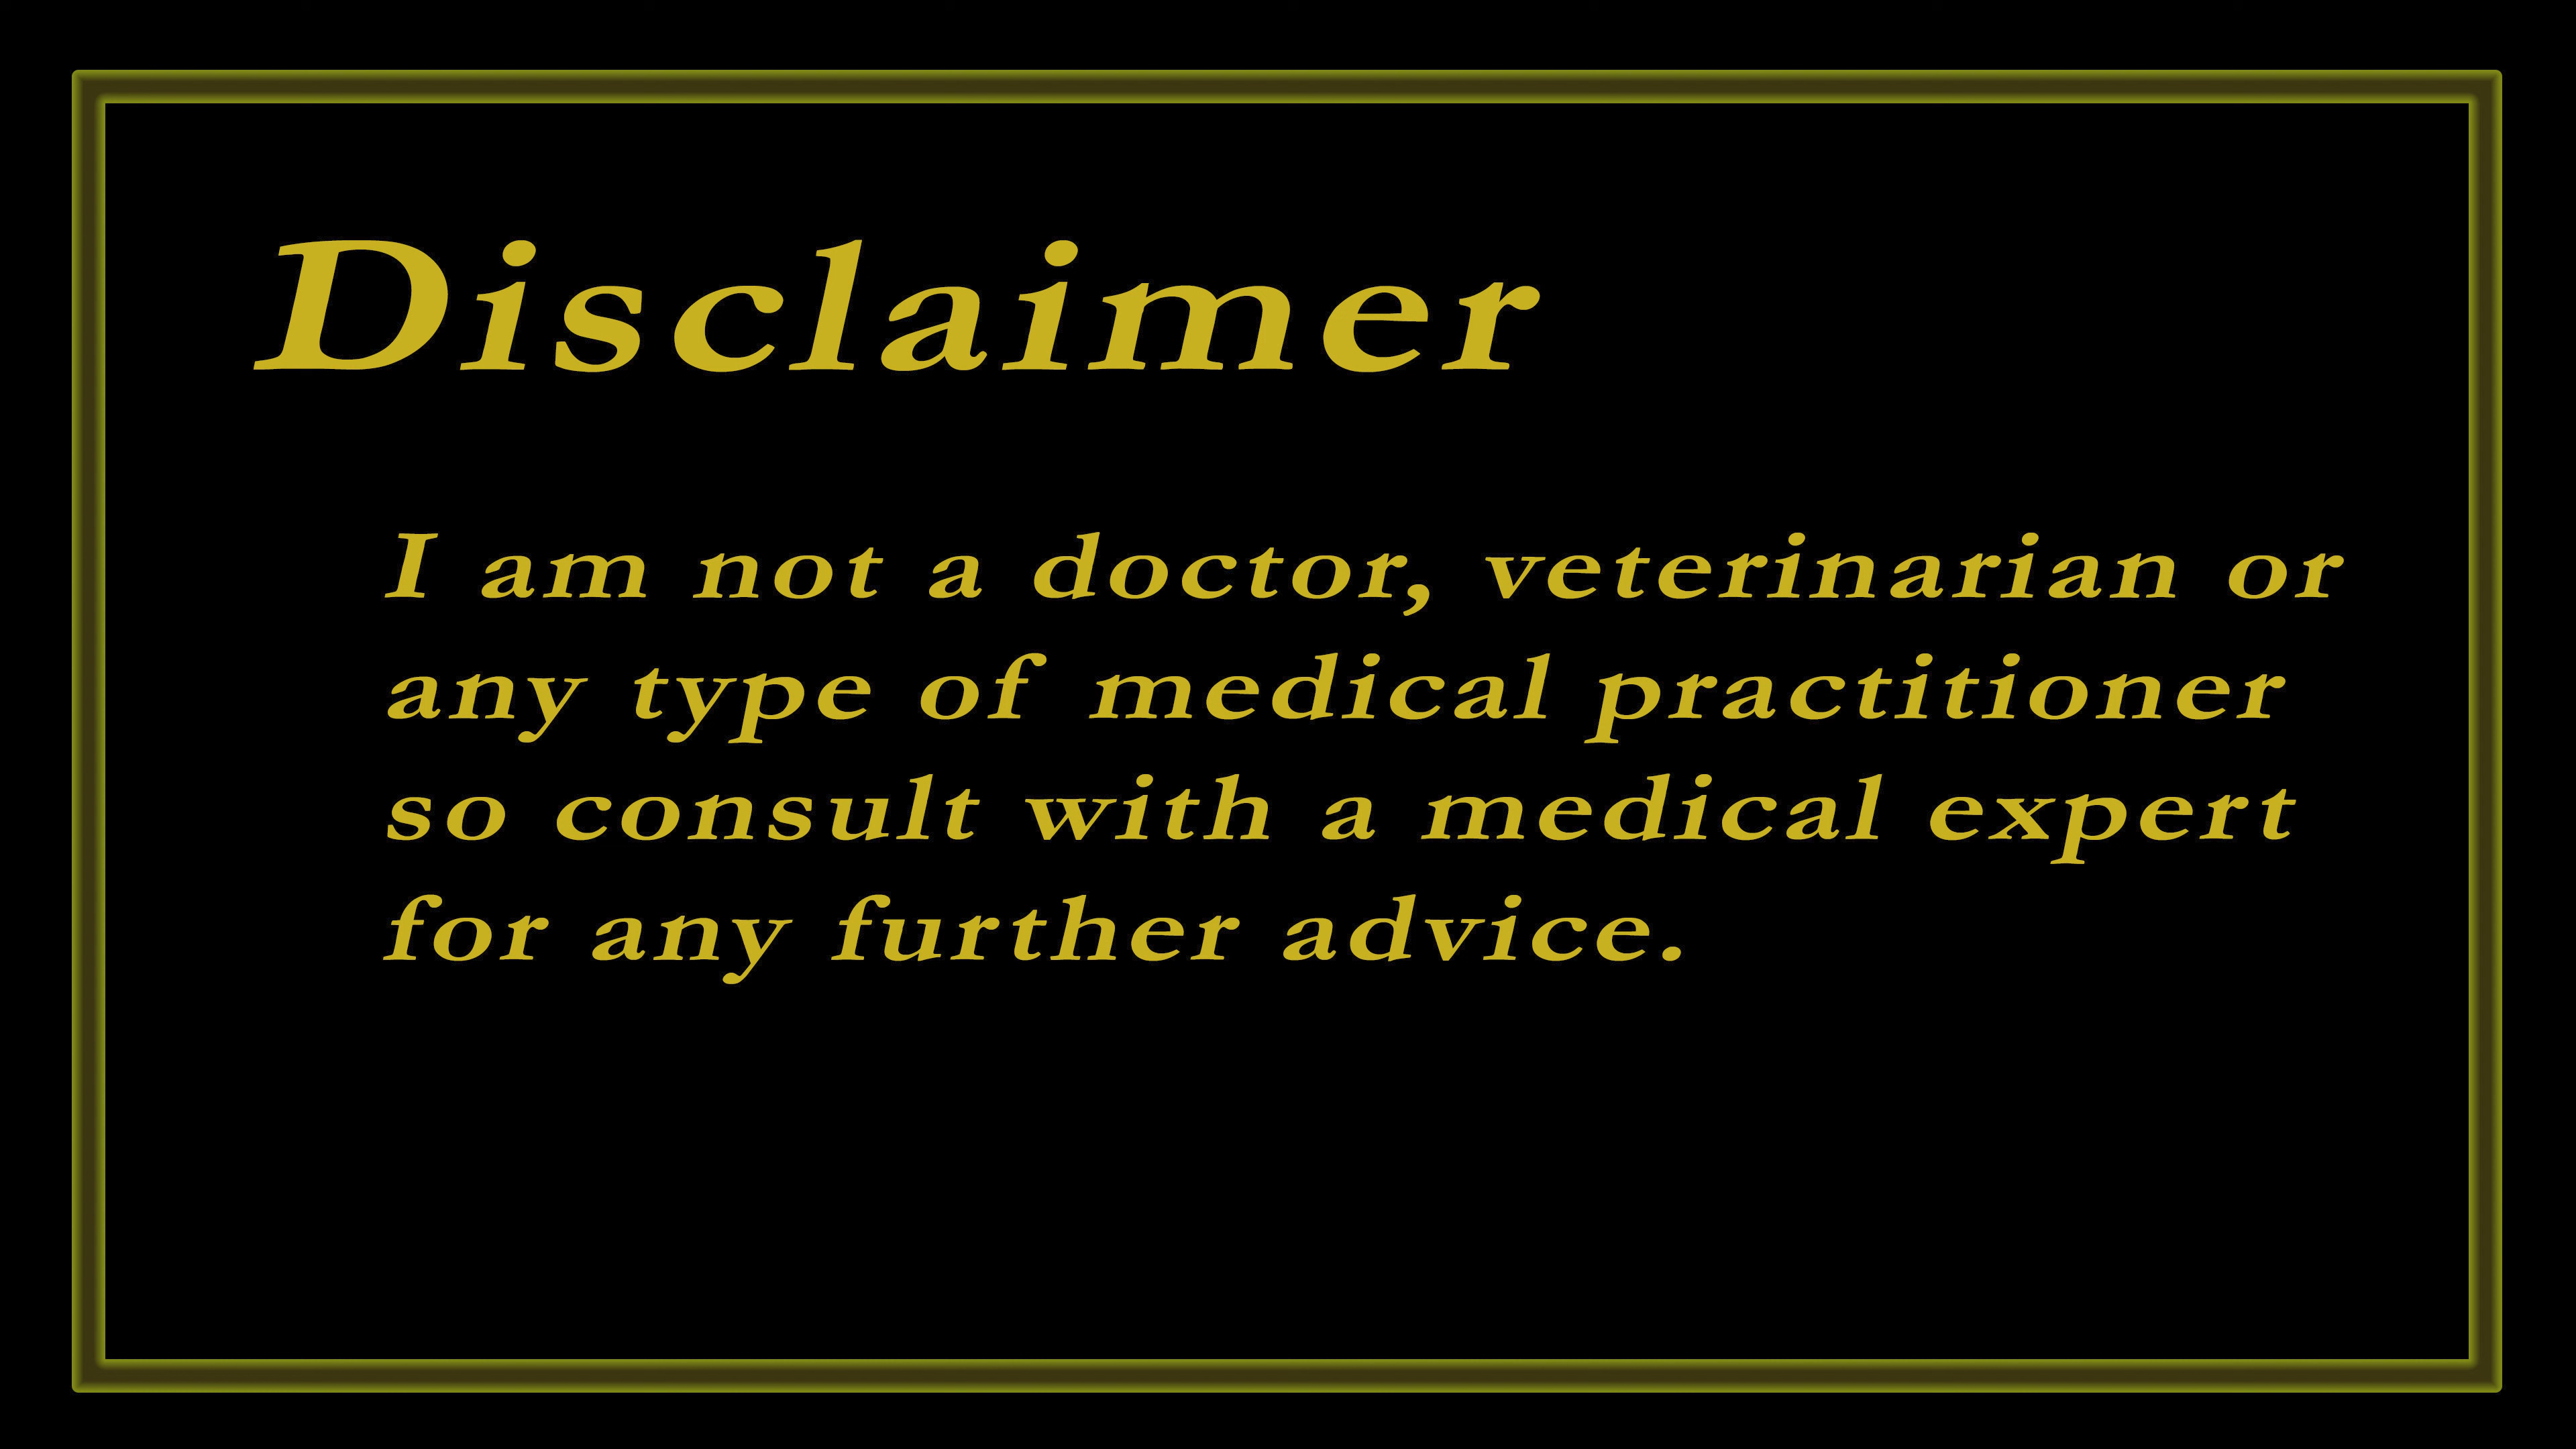 Disclaimer
I am not a doctor, veterinarian or
any type of medical practitioner
so consult with a medical expert
for any further advice.